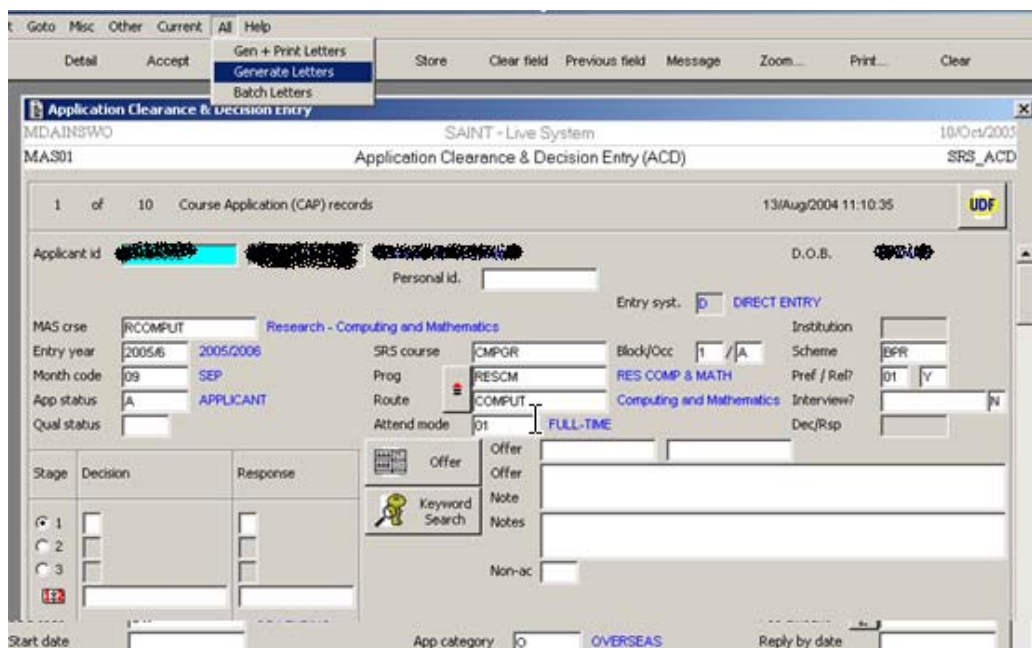 Goto Misc Other Current All Help
Detail Accept Store Clear field Previous field Message Zoom... Print... Clear
Gen + Print Letters
Generate Letters
Batch Letters
Application Clearance & Decision Entry
MDAINSWO SAINT - Live System 10/Oct/2005
MAS01 Application Clearance & Decision Entry (ACD) SRS_ACD
1 of 10 Course Application (CAP) records 13/Aug/2004 11:10:35 UDF
Applicant id D.O.B.
Personal id.
Entry syst. D DIRECT ENTRY
MAS crse RCOMPUT Research - Computing and Mathematics Institution
Entry year 2005/6 2005/2006 SRS course CMPGR Block/Occ 1 / A Scheme BPR
Month code 09 SEP Prog RESCM RES COMP & MATH Pref / Rel? 01 Y
App status A APPLICANT Route COMPUT Computing and Mathematics Interview? N
Qual status Attend mode 01 FULL-TIME Dec/Rsp
Stage Decision Response Offer Offer
Offer
Keyword Search Note
1 Notes
2
3 Non-ac
Start date App category O OVERSEAS Reply by date